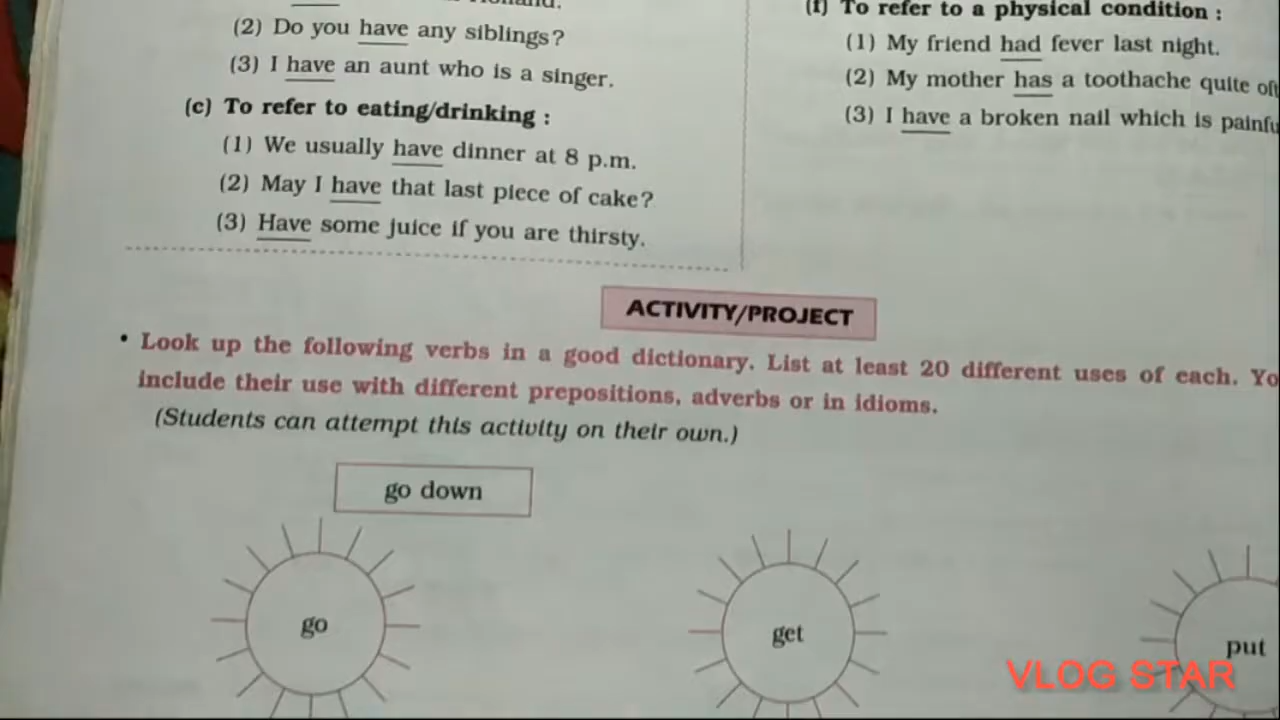 (2) Do you have any siblings?
(3) I have an aunt who is a singer.
(c) To refer to eating/drinking :
(1) We usually have dinner at 8 p.m.
(2) May I have that last piece of cake?
(3) Have some juice if you are thirsty.
(f) To refer to a physical condition :
(1) My friend had fever last night.
(2) My mother has a toothache quite
(3) I have a broken nail which is
ACTIVITY/PROJECT
• Look up the following verbs in a good dictionary. List at least 20 different uses of each.
include their use with different prepositions, adverbs or in idioms.
(Students can attempt this activity on their own.)
go down
go
get
put
VLOG STAR